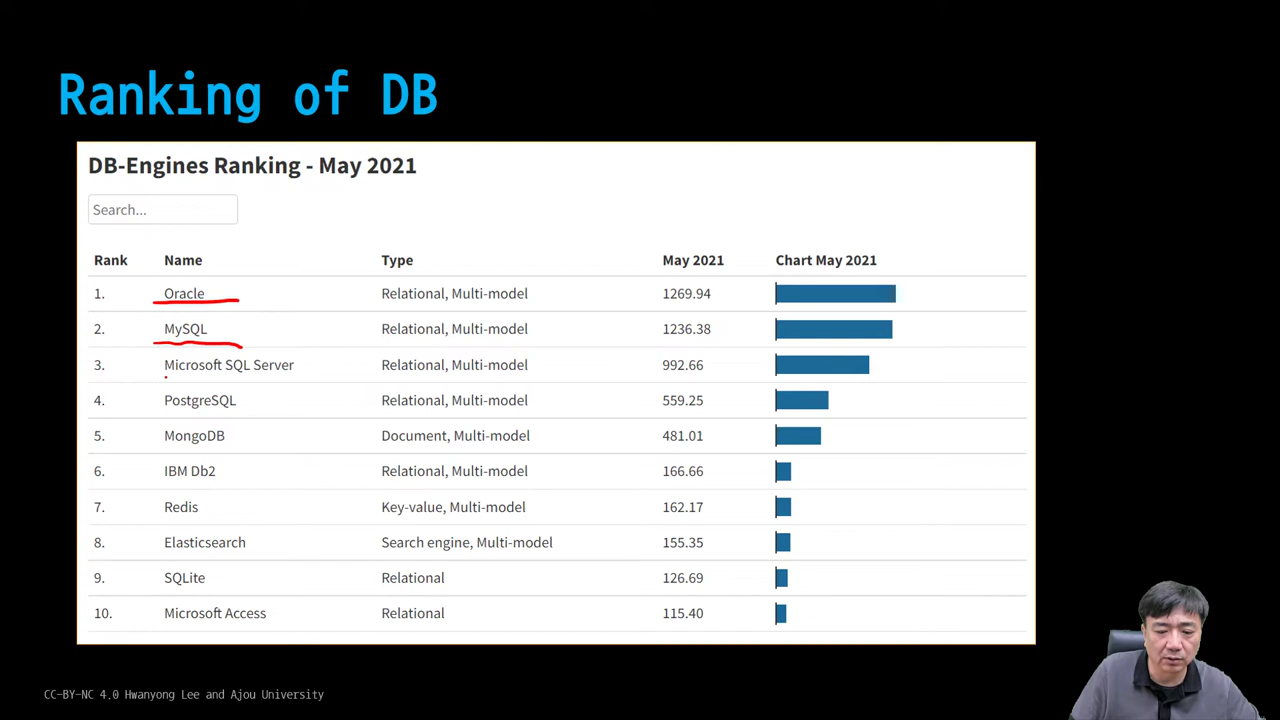 Ranking of DB
DB-Engines Ranking - May 2021
Search...
Rank Name Type May 2021 Chart May 2021
1. Oracle Relational, Multi-model 1269.94
2. MySQL Relational, Multi-model 1236.38
3. Microsoft SQL Server Relational, Multi-model 992.66
4. PostgreSQL Relational, Multi-model 559.25
5. MongoDB Document, Multi-model 481.01
6. IBM Db2 Relational, Multi-model 166.66
7. Redis Key-value, Multi-model 162.17
8. Elasticsearch Search engine, Multi-model 155.35
9. SQLite Relational 126.69
10. Microsoft Access Relational 115.40
CC-BY-NC 4.0 Hwanyong Lee and Ajou University